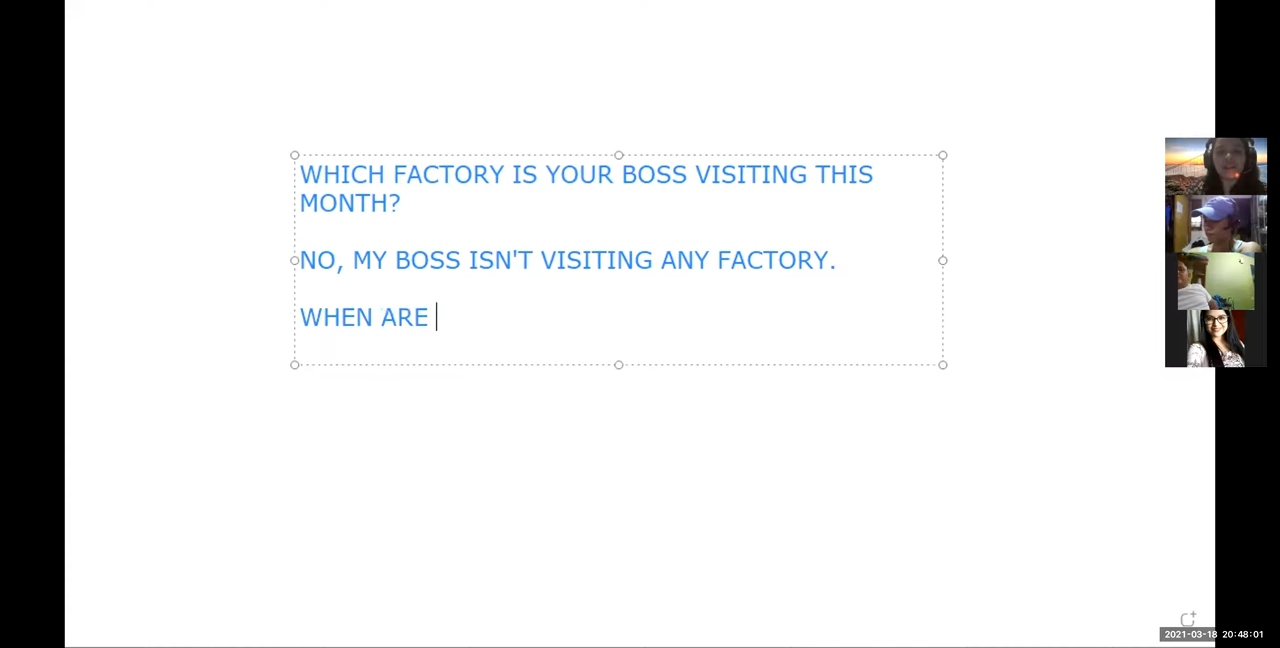 WHICH FACTORY IS YOUR BOSS VISITING THIS
MONTH?
NO, MY BOSS ISN'T VISITING ANY FACTORY.
WHEN ARE
2021-03-18 20:48:01